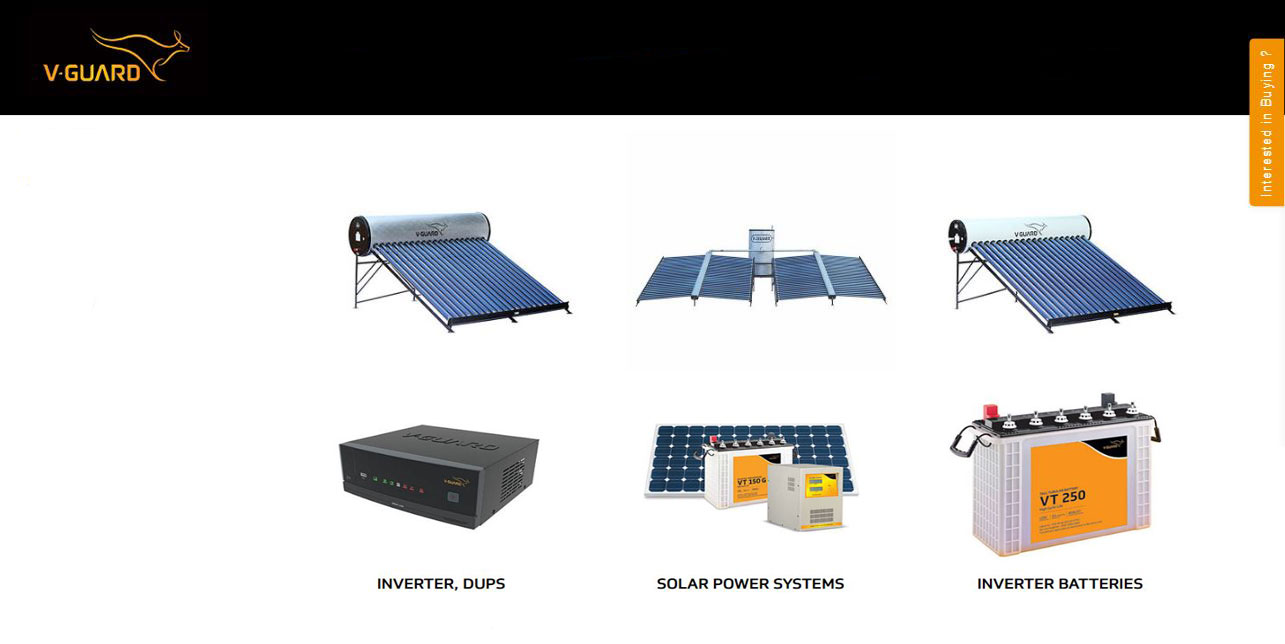 V-GUARD
Interested in Buying ?
V-GUARD
V-GUARD
V-GUARD
V-GUARD
V-GUARD
VT 150 G
VT 250
INVERTER, DUPS
SOLAR POWER SYSTEMS
INVERTER BATTERIES